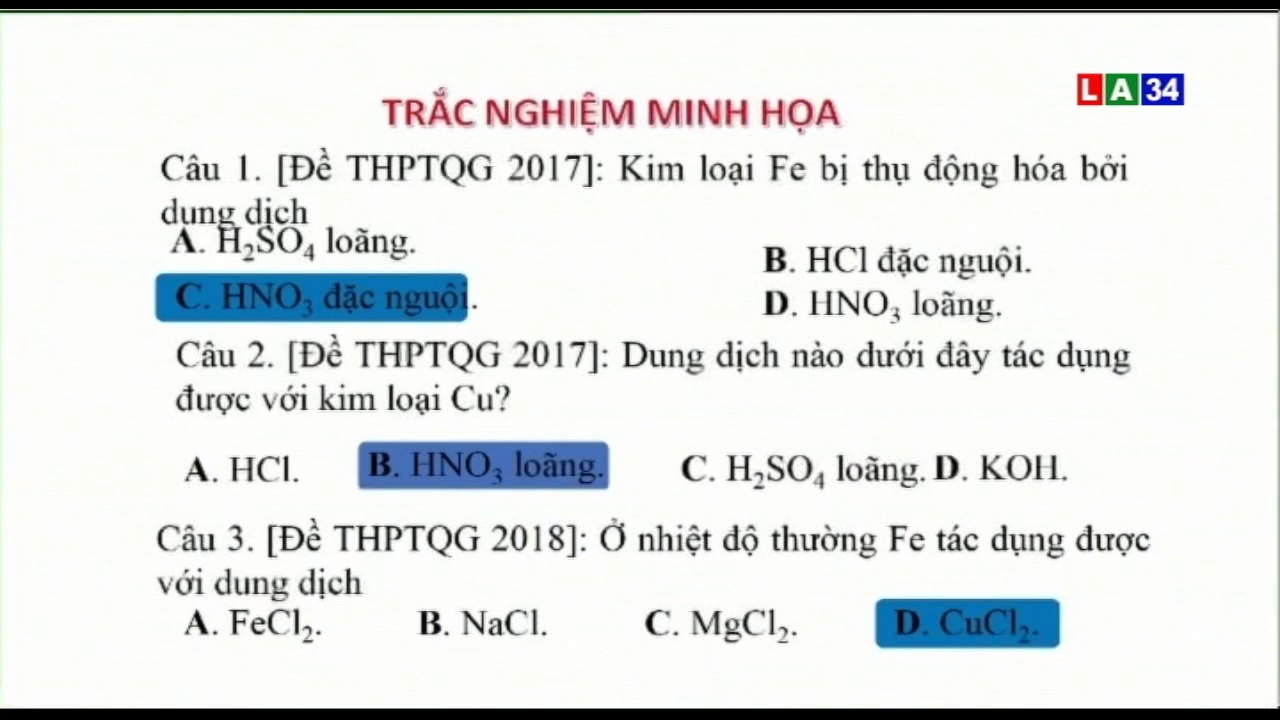 LA34
TRẮC NGHIỆM MINH HỌA
Câu 1. [Đề THPTQG 2017]: Kim loại Fe bị thụ động hóa bởi
dung dịch
A. H₂SO₄ loãng.
B. HCl đặc nguội.
C. HNO₃ đặc nguội.
D. HNO₃ loãng.
Câu 2. [Đề THPTQG 2017]: Dung dịch nào dưới đây tác dụng
được với kim loại Cu?
A. HCl. B. HNO₃ loãng. C. H₂SO₄ loãng. D. KOH.
Câu 3. [Đề THPTQG 2018]: Ở nhiệt độ thường Fe tác dụng được
với dung dịch
A. FeCl₂. B. NaCl. C. MgCl₂. D. CuCl₂.